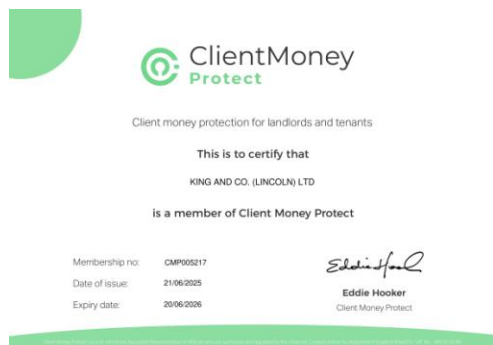 ClientMoney
Protect
Client money protection for landlords and tenants
This is to certify that
KING AND CO. (LINCOLN) LTD
is a member of Client Money Protect
Membership no: CMP005217
Date of issue: 21/06/2025
Expiry date: 20/06/2026
Eddie Hooker
Client Money Protect